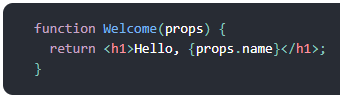 function Welcome(props) {
  return <h1>Hello, {props.name}</h1>;
}